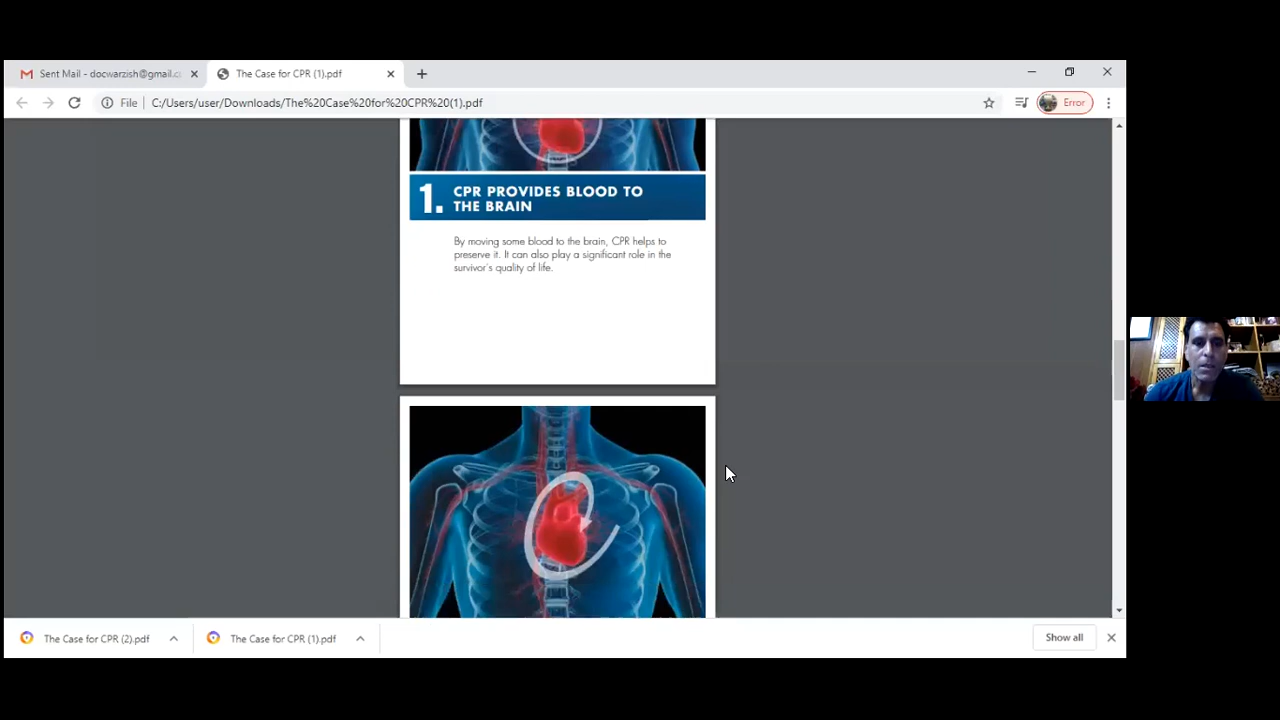 Sent Mail - docwarzish@gmail.c
The Case for CPR (1).pdf
File
C:/Users/user/Downloads/The%20Case%20for%20CPR%20(1).pdf
Error
1. CPR PROVIDES BLOOD TO
THE BRAIN
By moving some blood to the brain, CPR helps to
preserve it. It can also play a significant role in the
survivor's quality of life.
The Case for CPR (2).pdf
The Case for CPR (1).pdf
Show all